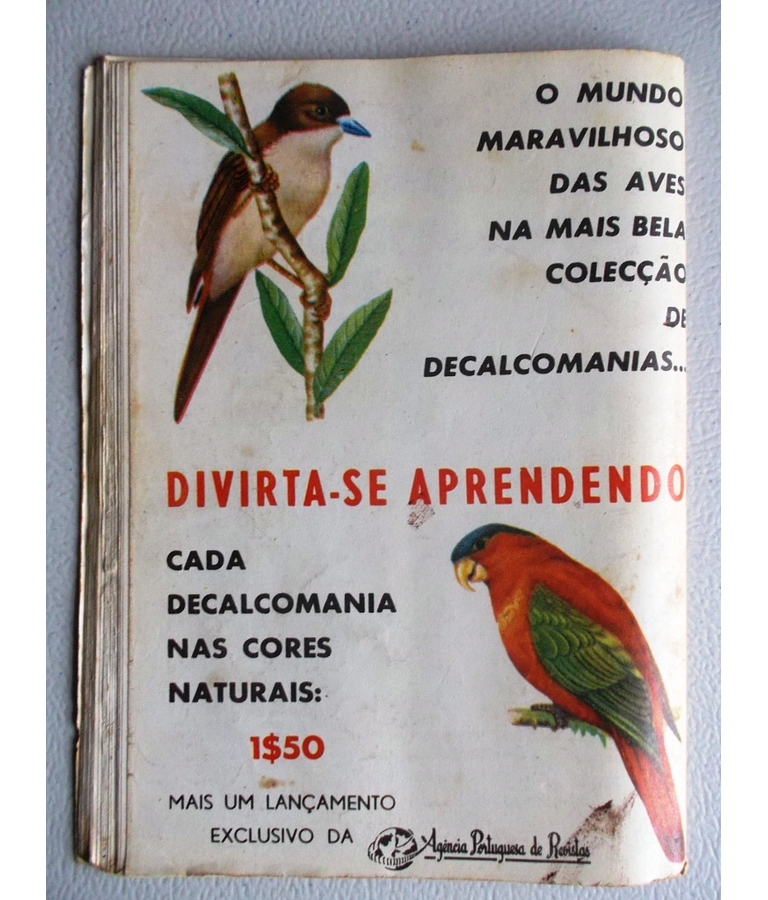 O MUNDO
MARAVILHOSO
DAS AVES
NA MAIS BELA
COLECÇÃO
DE
DECALCOMANIAS...
DIVIRTA-SE APRENDENDO
CADA
DECALCOMANIA
NAS CORES
NATURAIS:
1$50
MAIS UM LANÇAMENTO
EXCLUSIVO DA Agência Portuguesa de Revistas